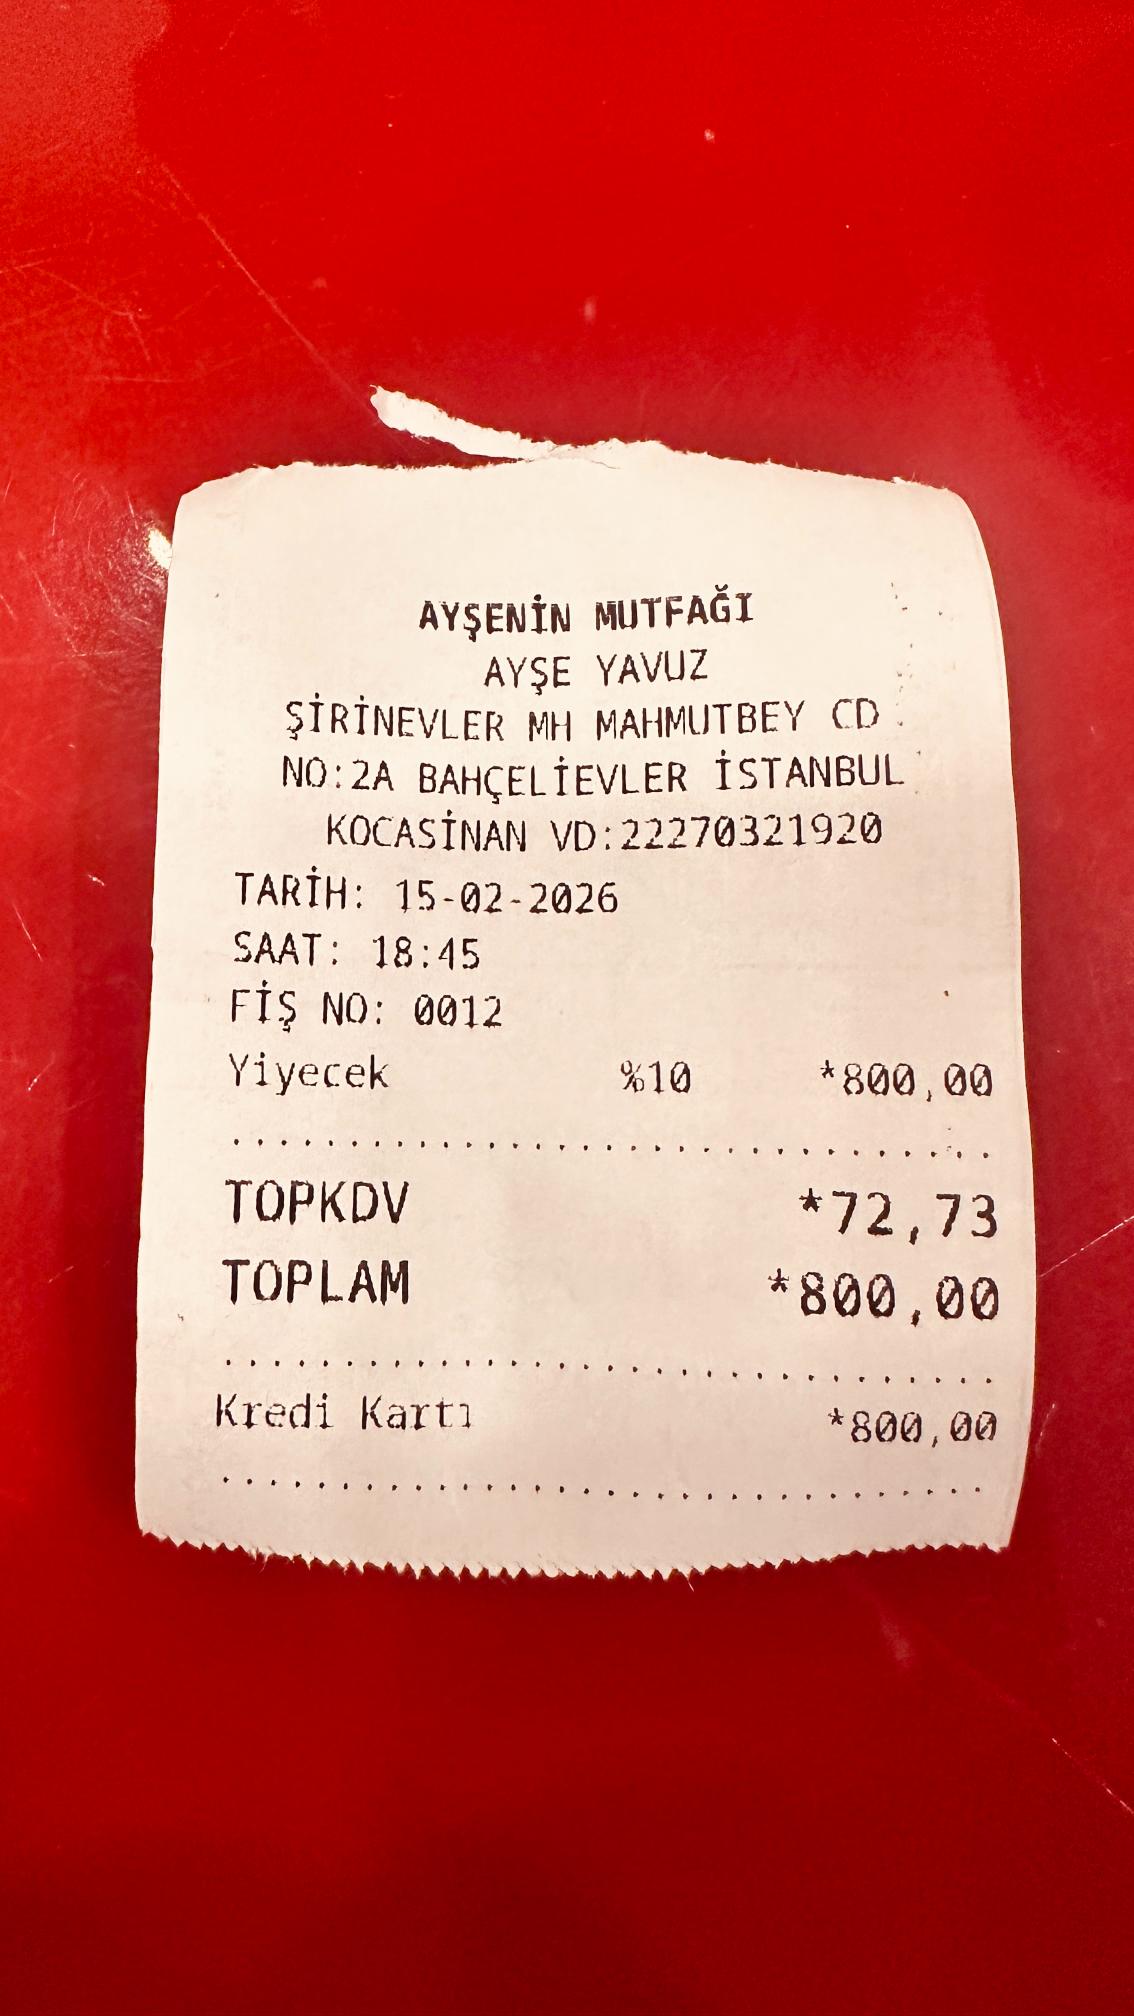 AYŞENİN MUTFAĞI
AYŞE YAVUZ
ŞİRİNEVLER MH MAHMUTBEY CD
NO:2A BAHÇELİEVLER İSTANBUL
KOCASİNAN VD:22270321920
TARİH: 15-02-2026
SAAT: 18:45
FİŞ NO: 0012
Yiyecek %10 *800,00
TOPKDV *72,73
TOPLAM *800,00
Kredi Kartı *800,00